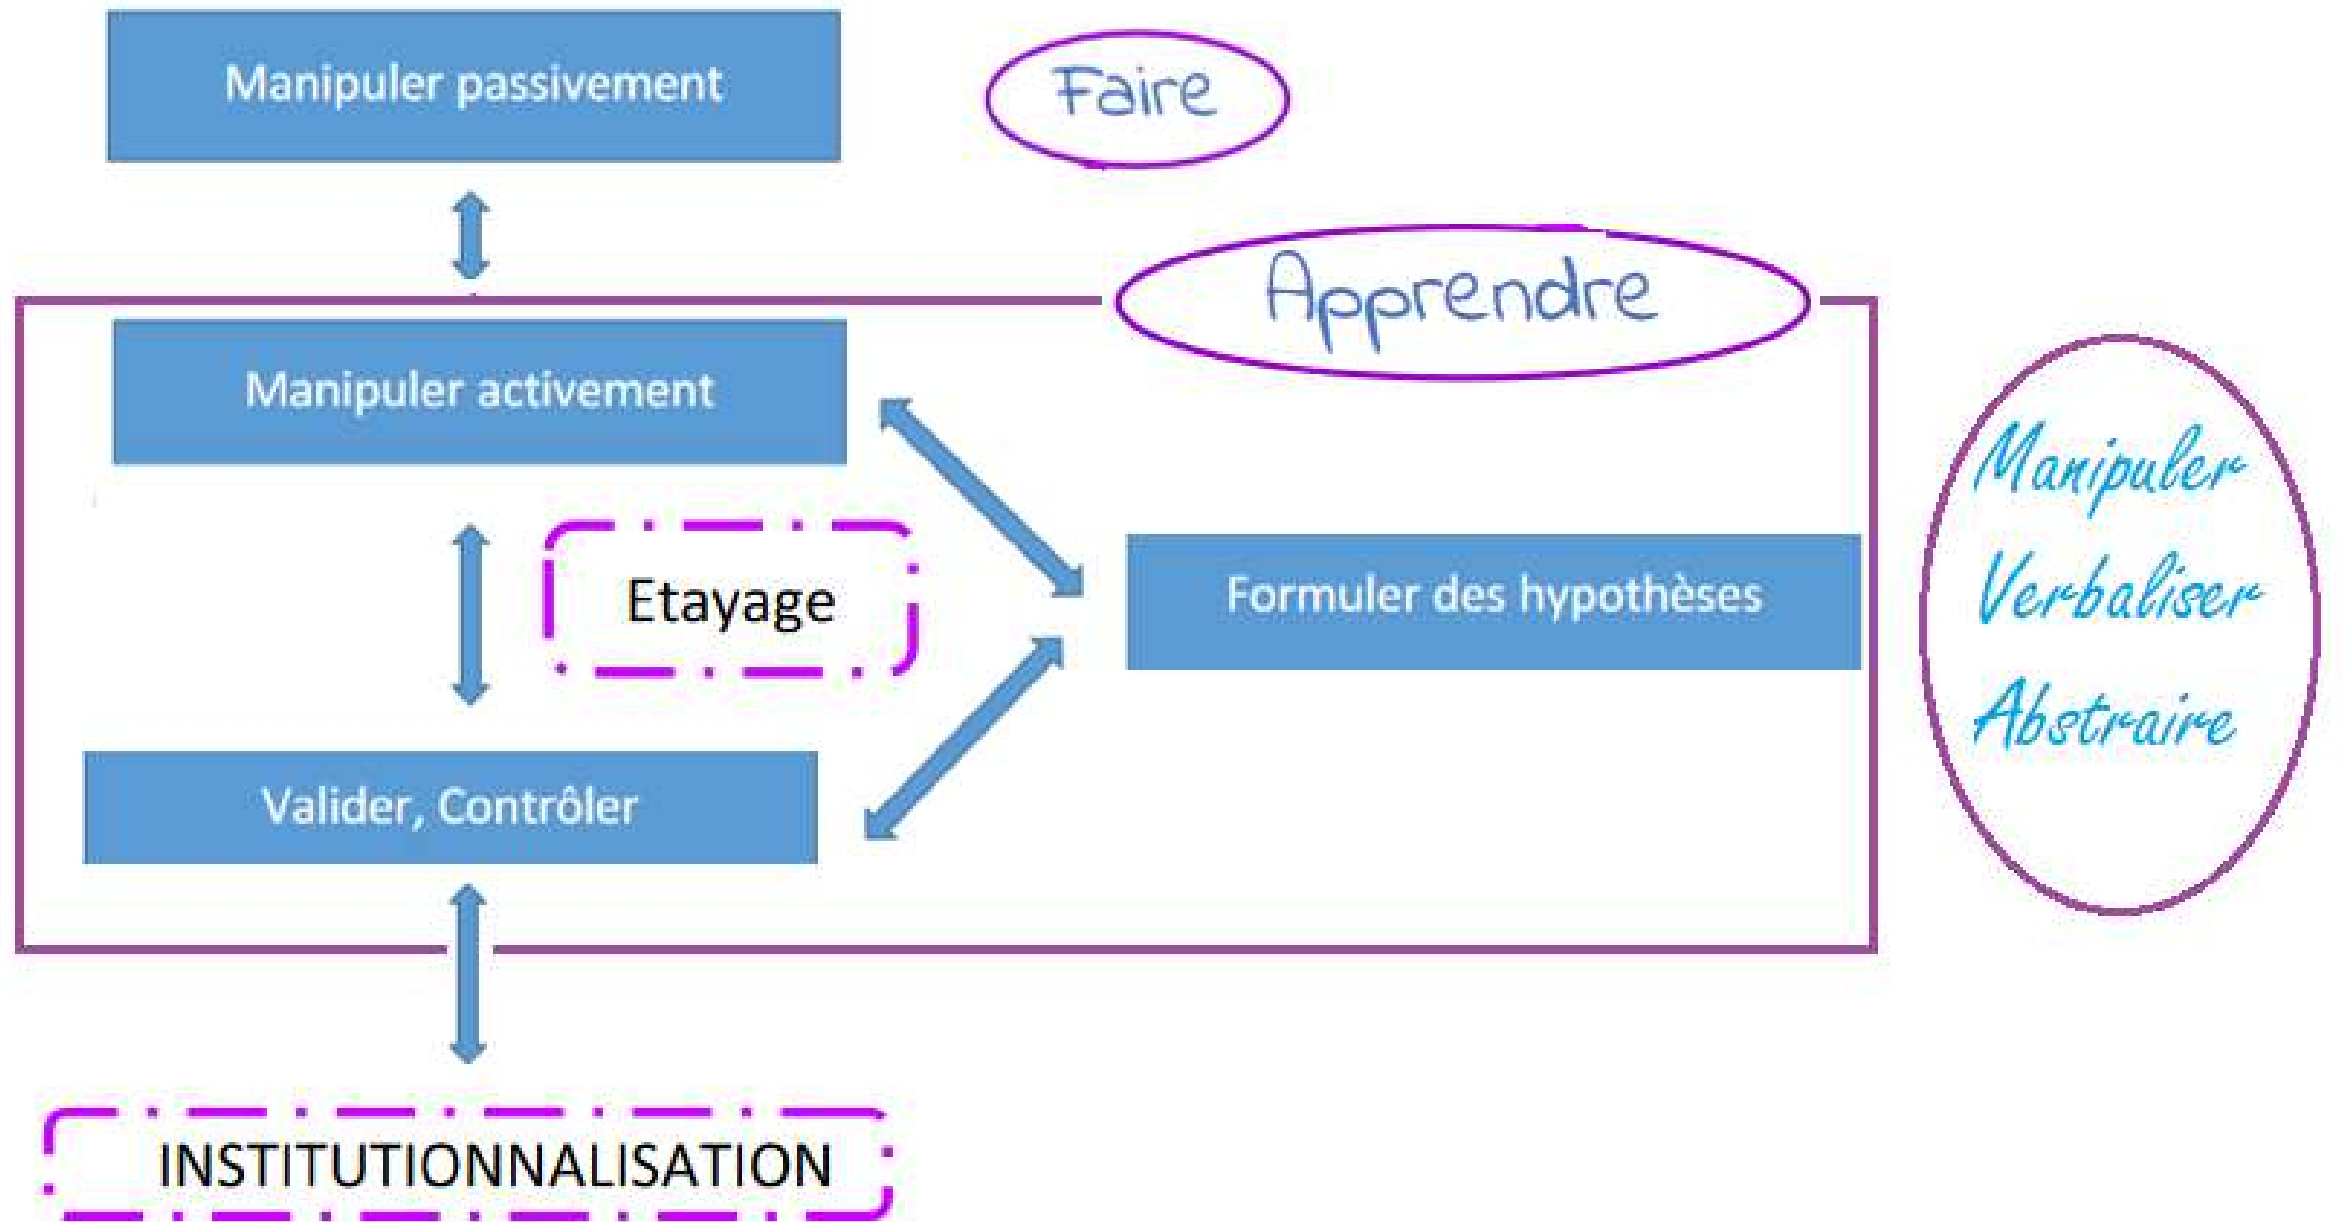 Manipuler passivement
Faire
Apprendre
Manipuler activement
Etayage
Formuler des hypothèses
Valider, Contrôler
Manipuler
Verbaliser
Abstraire
INSTITUTIONNALISATION